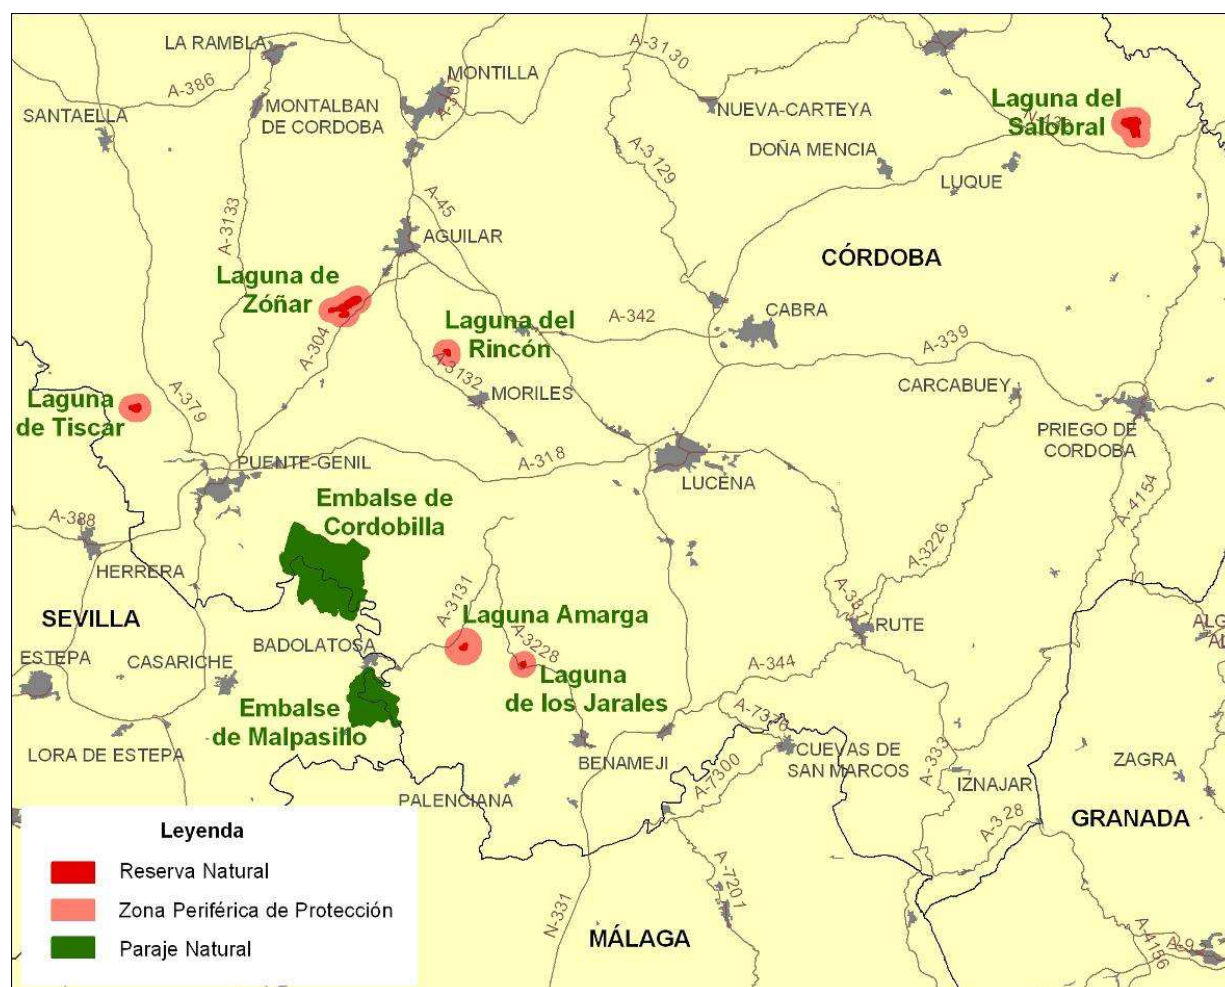 LA RAMBLA
A-3130
MONTILLA
A-386
A-307
Laguna del
Salobral
SANTAELLA
MONTALBAN
DE CORDOBA
NUEVA-CARTEYA
DOÑA MENCIA
LUQUE
A-3129
A-45
A-3133
AGUILAR
CÓRDOBA
Laguna de
Zóñar
A-304
Laguna del
Rincón
A-342
CABRA
A-339
A-3132
MORILES
CARCABUEY
Laguna
de Tiscar
A-379
PRIEGO DE
CORDOBA
A-318
PUENTE-GENIL
LUCENA
Embalse de
Cordobilla
A-4154
A-388
A-3226
HERRERA
A-3131
Laguna Amarga
A-331
RUTE
SEVILLA
BADOLATOSA
A-3228
ESTEPA
CASARICHE
Laguna
de los Jarales
A-344
Embalse
de Malpasillo
LORA DE ESTEPA
BENAMEJI
CUEVAS DE
SAN MARCOS
A-7300
A-333
IZNAJAR
ZAGRA
PALENCIANA
GRANADA
A-328
Leyenda
Reserva Natural
Zona Periférica de Protección
Paraje Natural
A-7201
N-331
MÁLAGA
A-4156